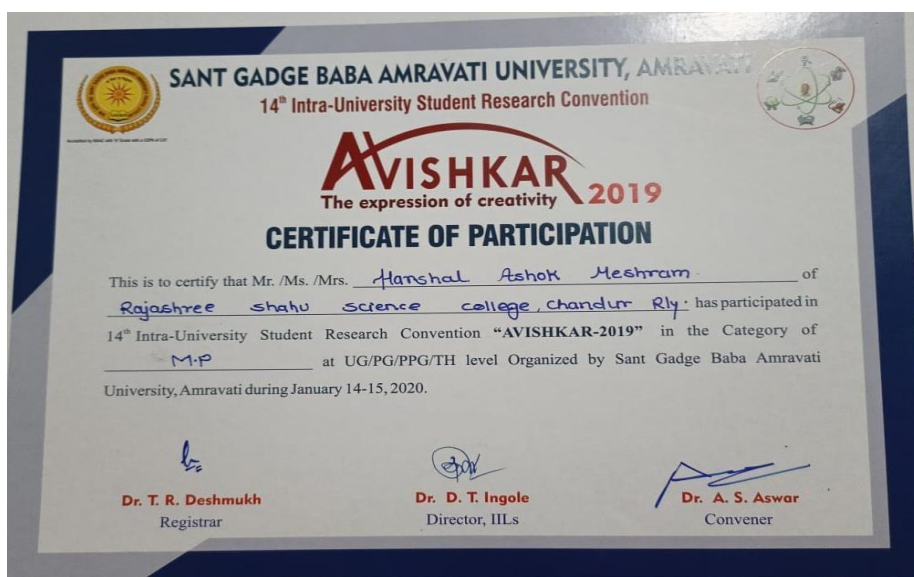 SANT GADGE BABA AMRAVATI UNIVERSITY, AMRAVATI
14th Intra-University Student Research Convention
AVISHKAR 2019
The expression of creativity
CERTIFICATE OF PARTICIPATION
This is to certify that Mr. /Ms. /Mrs. Hanshal Ashok Meshram of
Rajashree shahu science college, chandur Rly. has participated in
14th Intra-University Student Research Convention "AVISHKAR-2019" in the Category of
M.P at UG/PG/PPG/TH level Organized by Sant Gadge Baba Amravati
University, Amravati during January 14-15, 2020.
Dr. T. R. Deshmukh Dr. D. T. Ingole Dr. A. S. Aswar
Registrar Director, IILs Convener